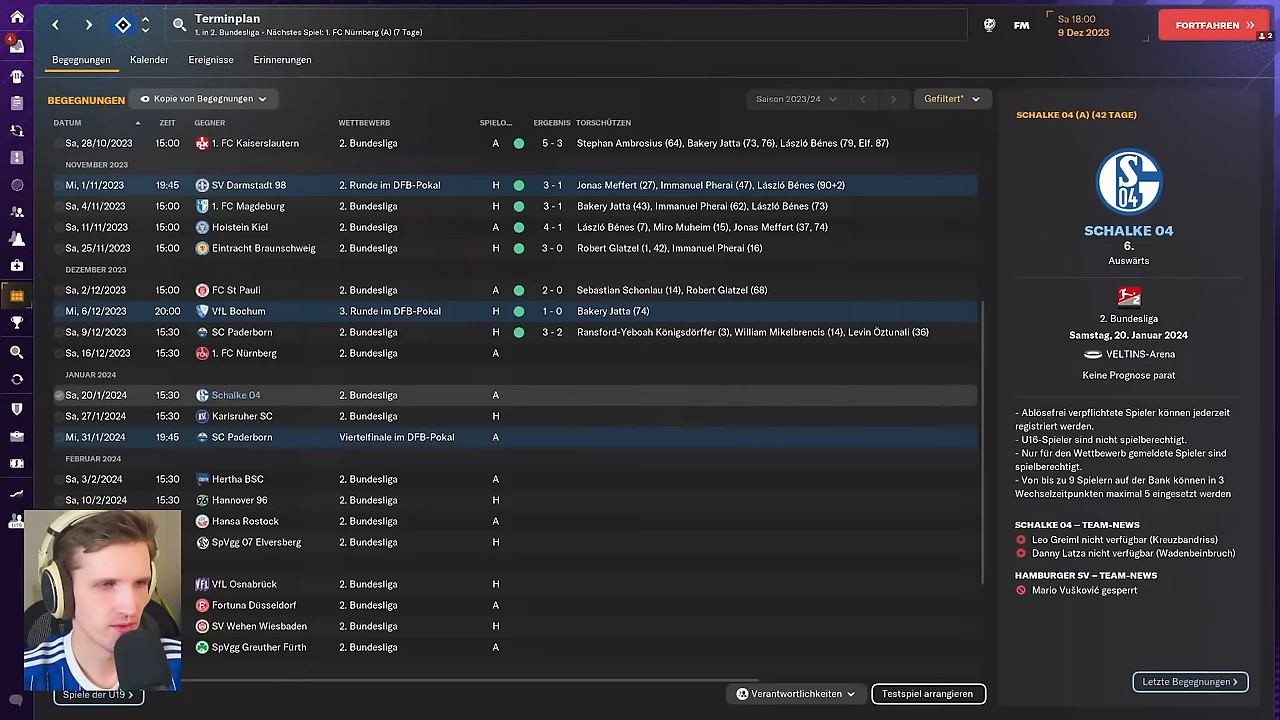 Terminplan
1. in 2. Bundesliga - Nächstes Spiel: 1. FC Nürnberg (A) (7 Tage)
FM
Sa 18:00
9 Dez 2023
FORTFAHREN
2
4
Begegnungen
Kalender
Ereignisse
Erinnerungen
BEGEGNUNGEN
Kopie von Begegnungen
Saison 2023/24
Gefiltert*
DATUM ZEIT GEGNER WETTBEWERB SPIELO... ERGEBNIS TORSCHÜTZEN
Sa, 28/10/2023 15:00 1. FC Kaiserslautern 2. Bundesliga A 5 - 3 Stephan Ambrosius (64), Bakery Jatta (73, 76), László Bénes (79, Elf. 87)
NOVEMBER 2023
Mi, 1/11/2023 19:45 SV Darmstadt 98 2. Runde im DFB-Pokal H 3 - 1 Jonas Meffert (27), Immanuel Pherai (47), László Bénes (90+2)
Sa, 4/11/2023 15:00 1. FC Magdeburg 2. Bundesliga H 3 - 1 Bakery Jatta (43), Immanuel Pherai (62), László Bénes (73)
Sa, 11/11/2023 15:00 Holstein Kiel 2. Bundesliga A 4 - 1 László Bénes (7), Miro Muheim (15), Jonas Meffert (37, 74)
Sa, 25/11/2023 15:00 Eintracht Braunschweig 2. Bundesliga H 3 - 0 Robert Glatzel (1, 42), Immanuel Pherai (16)
DEZEMBER 2023
Sa, 2/12/2023 15:00 FC St Pauli 2. Bundesliga A 2 - 0 Sebastian Schonlau (14), Robert Glatzel (68)
Mi, 6/12/2023 20:00 VfL Bochum 3. Runde im DFB-Pokal H 1 - 0 Bakery Jatta (74)
Sa, 9/12/2023 15:30 SC Paderborn 2. Bundesliga H 3 - 2 Ransford-Yeboah Königsdörffer (3), William Mikelbrencis (14), Levin Öztunali (36)
Sa, 16/12/2023 15:30 1. FC Nürnberg 2. Bundesliga A
JANUAR 2024
Sa, 20/1/2024 15:30 Schalke 04 2. Bundesliga A
Sa, 27/1/2024 15:30 Karlsruher SC 2. Bundesliga H
Mi, 31/1/2024 19:45 SC Paderborn Viertelfinale im DFB-Pokal A
FEBRUAR 2024
Sa, 3/2/2024 15:30 Hertha BSC 2. Bundesliga A
Sa, 10/2/2024 15:30 Hannover 96 2. Bundesliga H
Hansa Rostock 2. Bundesliga A
SpVgg 07 Elversberg 2. Bundesliga H
VfL Osnabrück 2. Bundesliga H
Fortuna Düsseldorf 2. Bundesliga A
SV Wehen Wiesbaden 2. Bundesliga H
SpVgg Greuther Fürth 2. Bundesliga A
Spiele der U19
Verantwortlichkeiten
Testspiel arrangieren
SCHALKE 04 (A) (42 TAGE)
S
04
SCHALKE 04
6.
Auswärts
2. Bundesliga
Samstag, 20. Januar 2024
VELTINS-Arena
Keine Prognose parat
- Ablösefrei verpflichtete Spieler können jederzeit
registriert werden.
- U16-Spieler sind nicht spielberechtigt.
- Nur für den Wettbewerb gemeldete Spieler sind
spielberechtigt.
- Von bis zu 9 Spielern auf der Bank können in 3
Wechselzeitpunkten maximal 5 eingesetzt werden
SCHALKE 04 – TEAM-NEWS
Leo Greiml nicht verfügbar (Kreuzbandriss)
Danny Latza nicht verfügbar (Wadenbeinbruch)
HAMBURGER SV – TEAM-NEWS
Mario Vušković gesperrt
Letzte Begegnungen